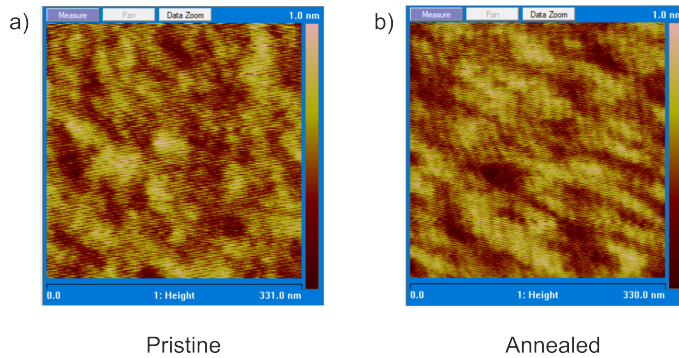 a)
Measure Pan Data Zoom 1.0 nm
0.0 1: Height 331.0 nm
Pristine
b)
Measure Pan Data Zoom 1.0 nm
0.0 1: Height 330.0 nm
Annealed